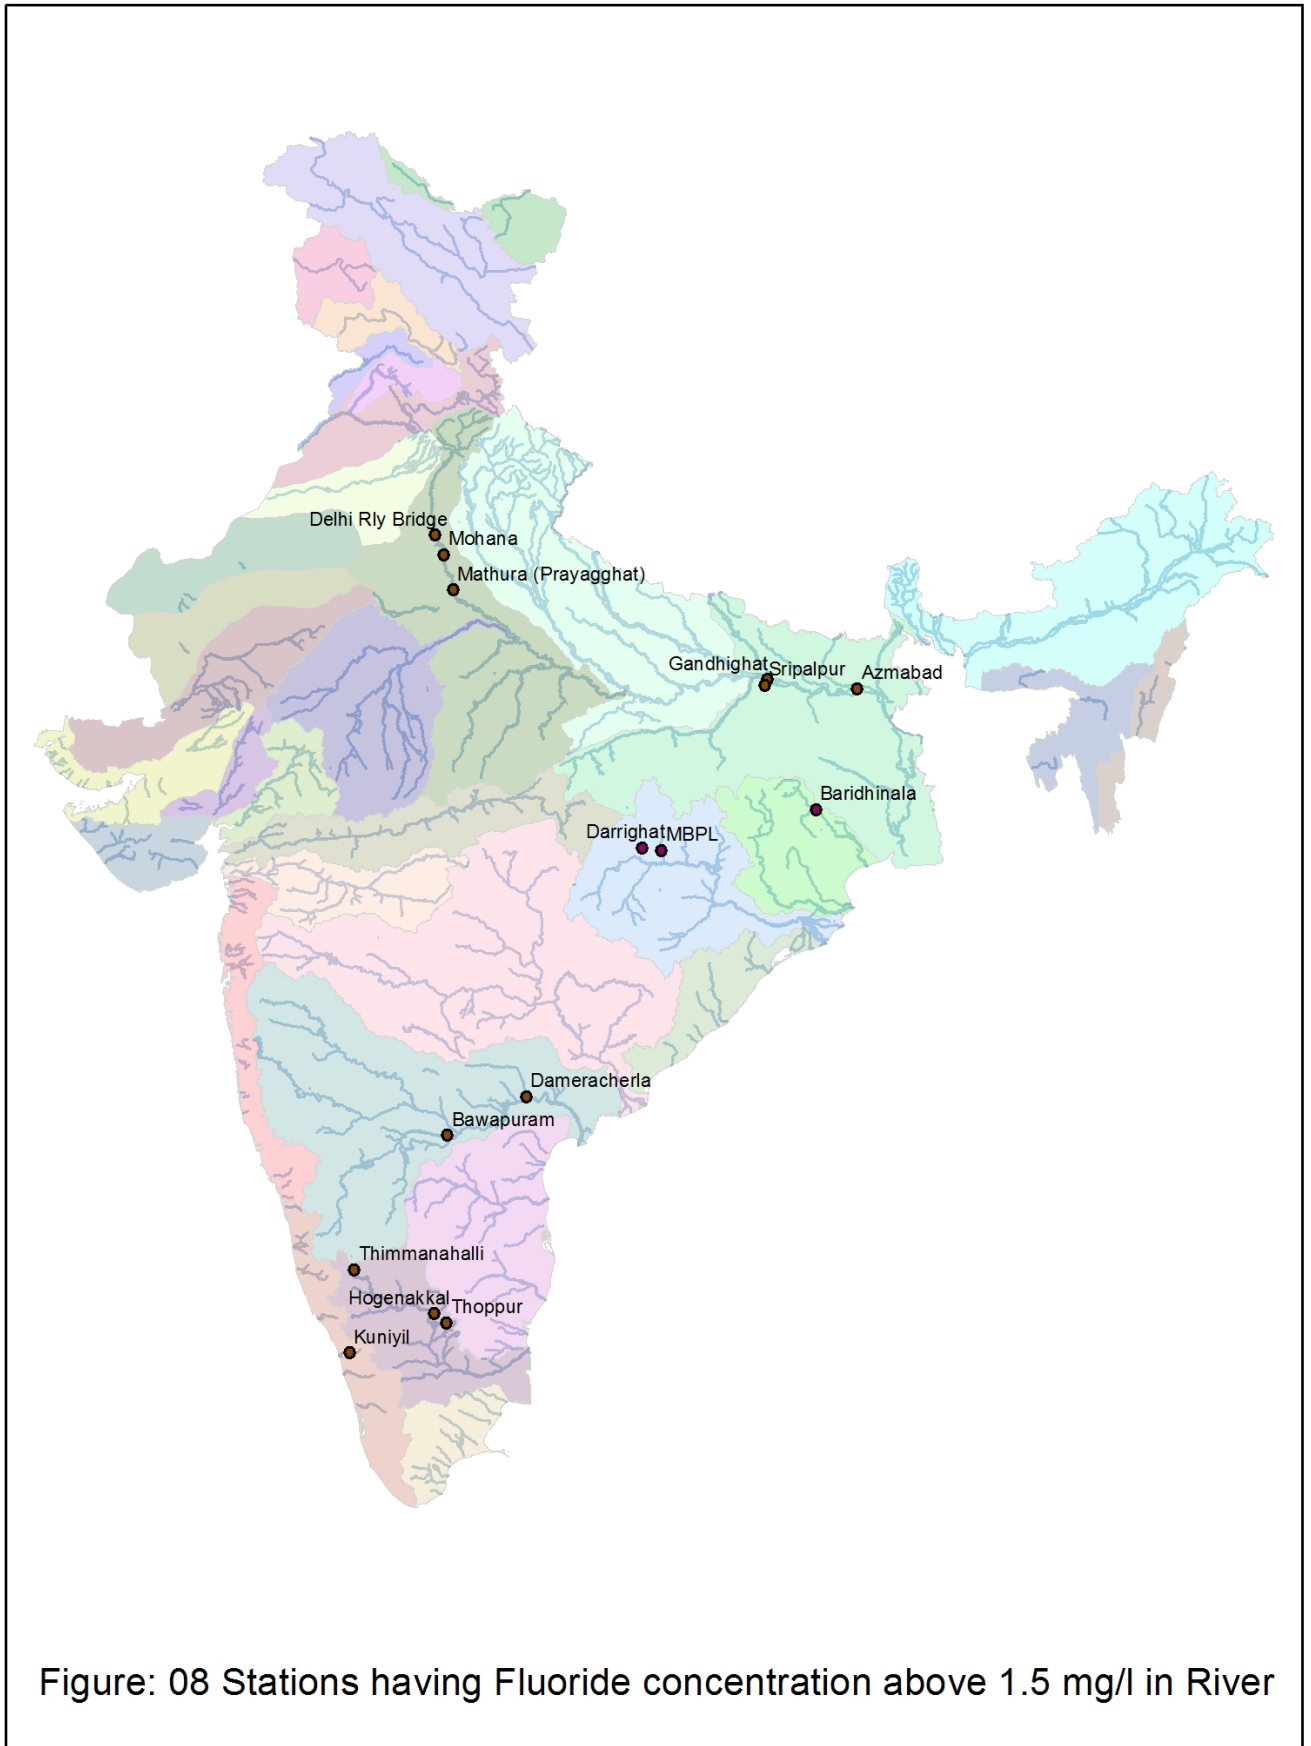 Delhi Rly Bridge
Mohana
Mathura (Prayagghat)
Gandhighat
Sripalpur
Azmabad
Baridhinala
Darrighat
MBPL
Dameracherla
Bawapuram
Thimmanahalli
Hogenakkal
Thoppur
Kuniyil
Figure: 08 Stations having Fluoride concentration above 1.5 mg/l in River